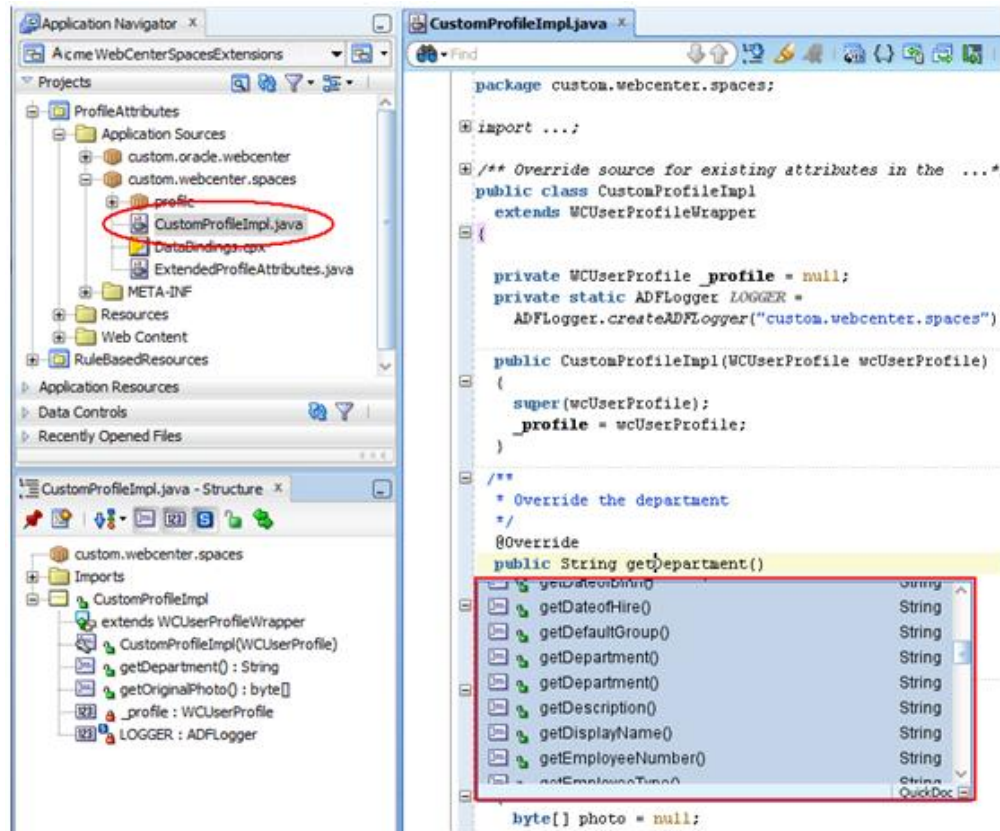 Application Navigator
AcmeWebCenterSpacesExtensions
Projects
ProfileAttributes
Application Sources
custom.oracle.webcenter
custom.webcenter.spaces
profile
CustomProfileImpl.java
DataBindings.cpx
ExtendedProfileAttributes.java
META-INF
Resources
Web Content
RuleBasedResources
Application Resources
Data Controls
Recently Opened Files
CustomProfileImpl.java - Structure
custom.webcenter.spaces
Imports
CustomProfileImpl
extends WCUserProfileWrapper
CustomProfileImpl(WCUserProfile)
getDepartment() : String
getOriginalPhoto() : byte[]
_profile : WCUserProfile
LOGGER : ADFLogger
CustomProfileImpl.java
Find
package custom.webcenter.spaces;
import ...;
/** Override source for existing attributes in the ...*
public class CustomProfileImpl
extends WCUserProfileWrapper
{
private WCUserProfile _profile = null;
private static ADFLogger LOGGER =
ADFLogger.createADFLogger("custom.webcenter.spaces")
public CustomProfileImpl(WCUserProfile wcUserProfile)
{
super(wcUserProfile);
_profile = wcUserProfile;
}
/**
* Override the department
*/
@Override
public String getDepartment()
getDateofBirth() String
getDateofHire() String
getDefaultGroup() String
getDepartment() String
getDepartment() String
getDescription() String
getDisplayName() String
getEmployeeNumber() String
getEmployeeType() String
QuickDoc
{
byte[] photo = null;